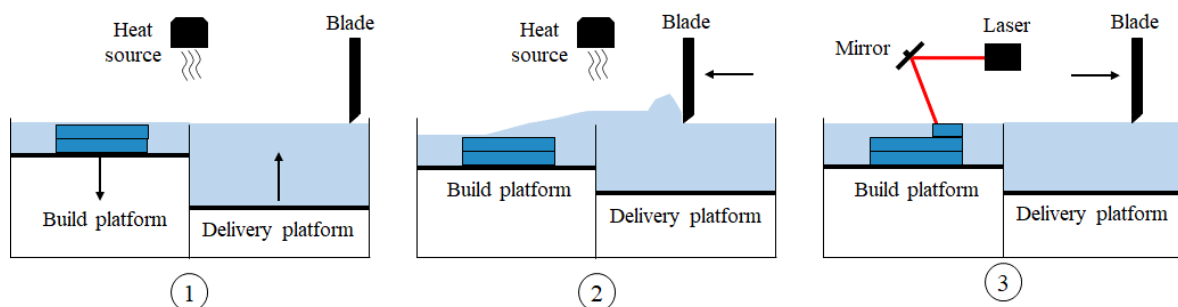 Heat
source
Blade
Build platform
Delivery platform
1
Heat
source
Blade
Build platform
Delivery platform
2
Laser
Mirror
Blade
Build platform
Delivery platform
3